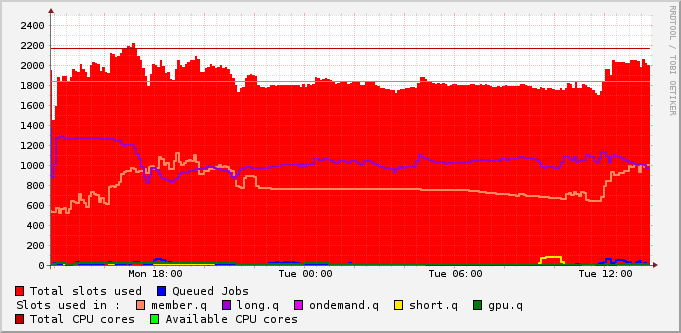 2400
2200
2000
1800
1600
1400
1200
1000
800
600
400
200
0
Mon 18:00 Tue 00:00 Tue 06:00 Tue 12:00
Total slots used Queued Jobs
Slots used in : member.q long.q ondemand.q short.q gpu.q
Total CPU cores Available CPU cores
RRDTOOL / TOBI OETIKER